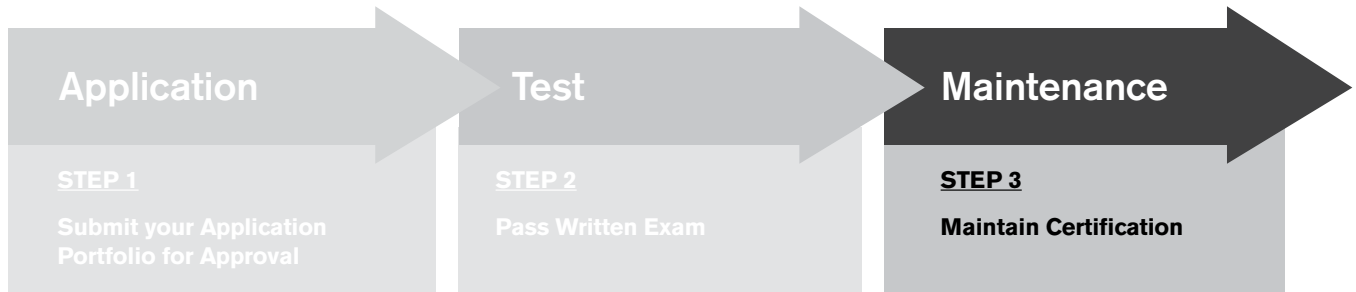 Application
STEP 1
Submit your Application
Portfolio for Approval
Test
STEP 2
Pass Written Exam
Maintenance
STEP 3
Maintain Certification